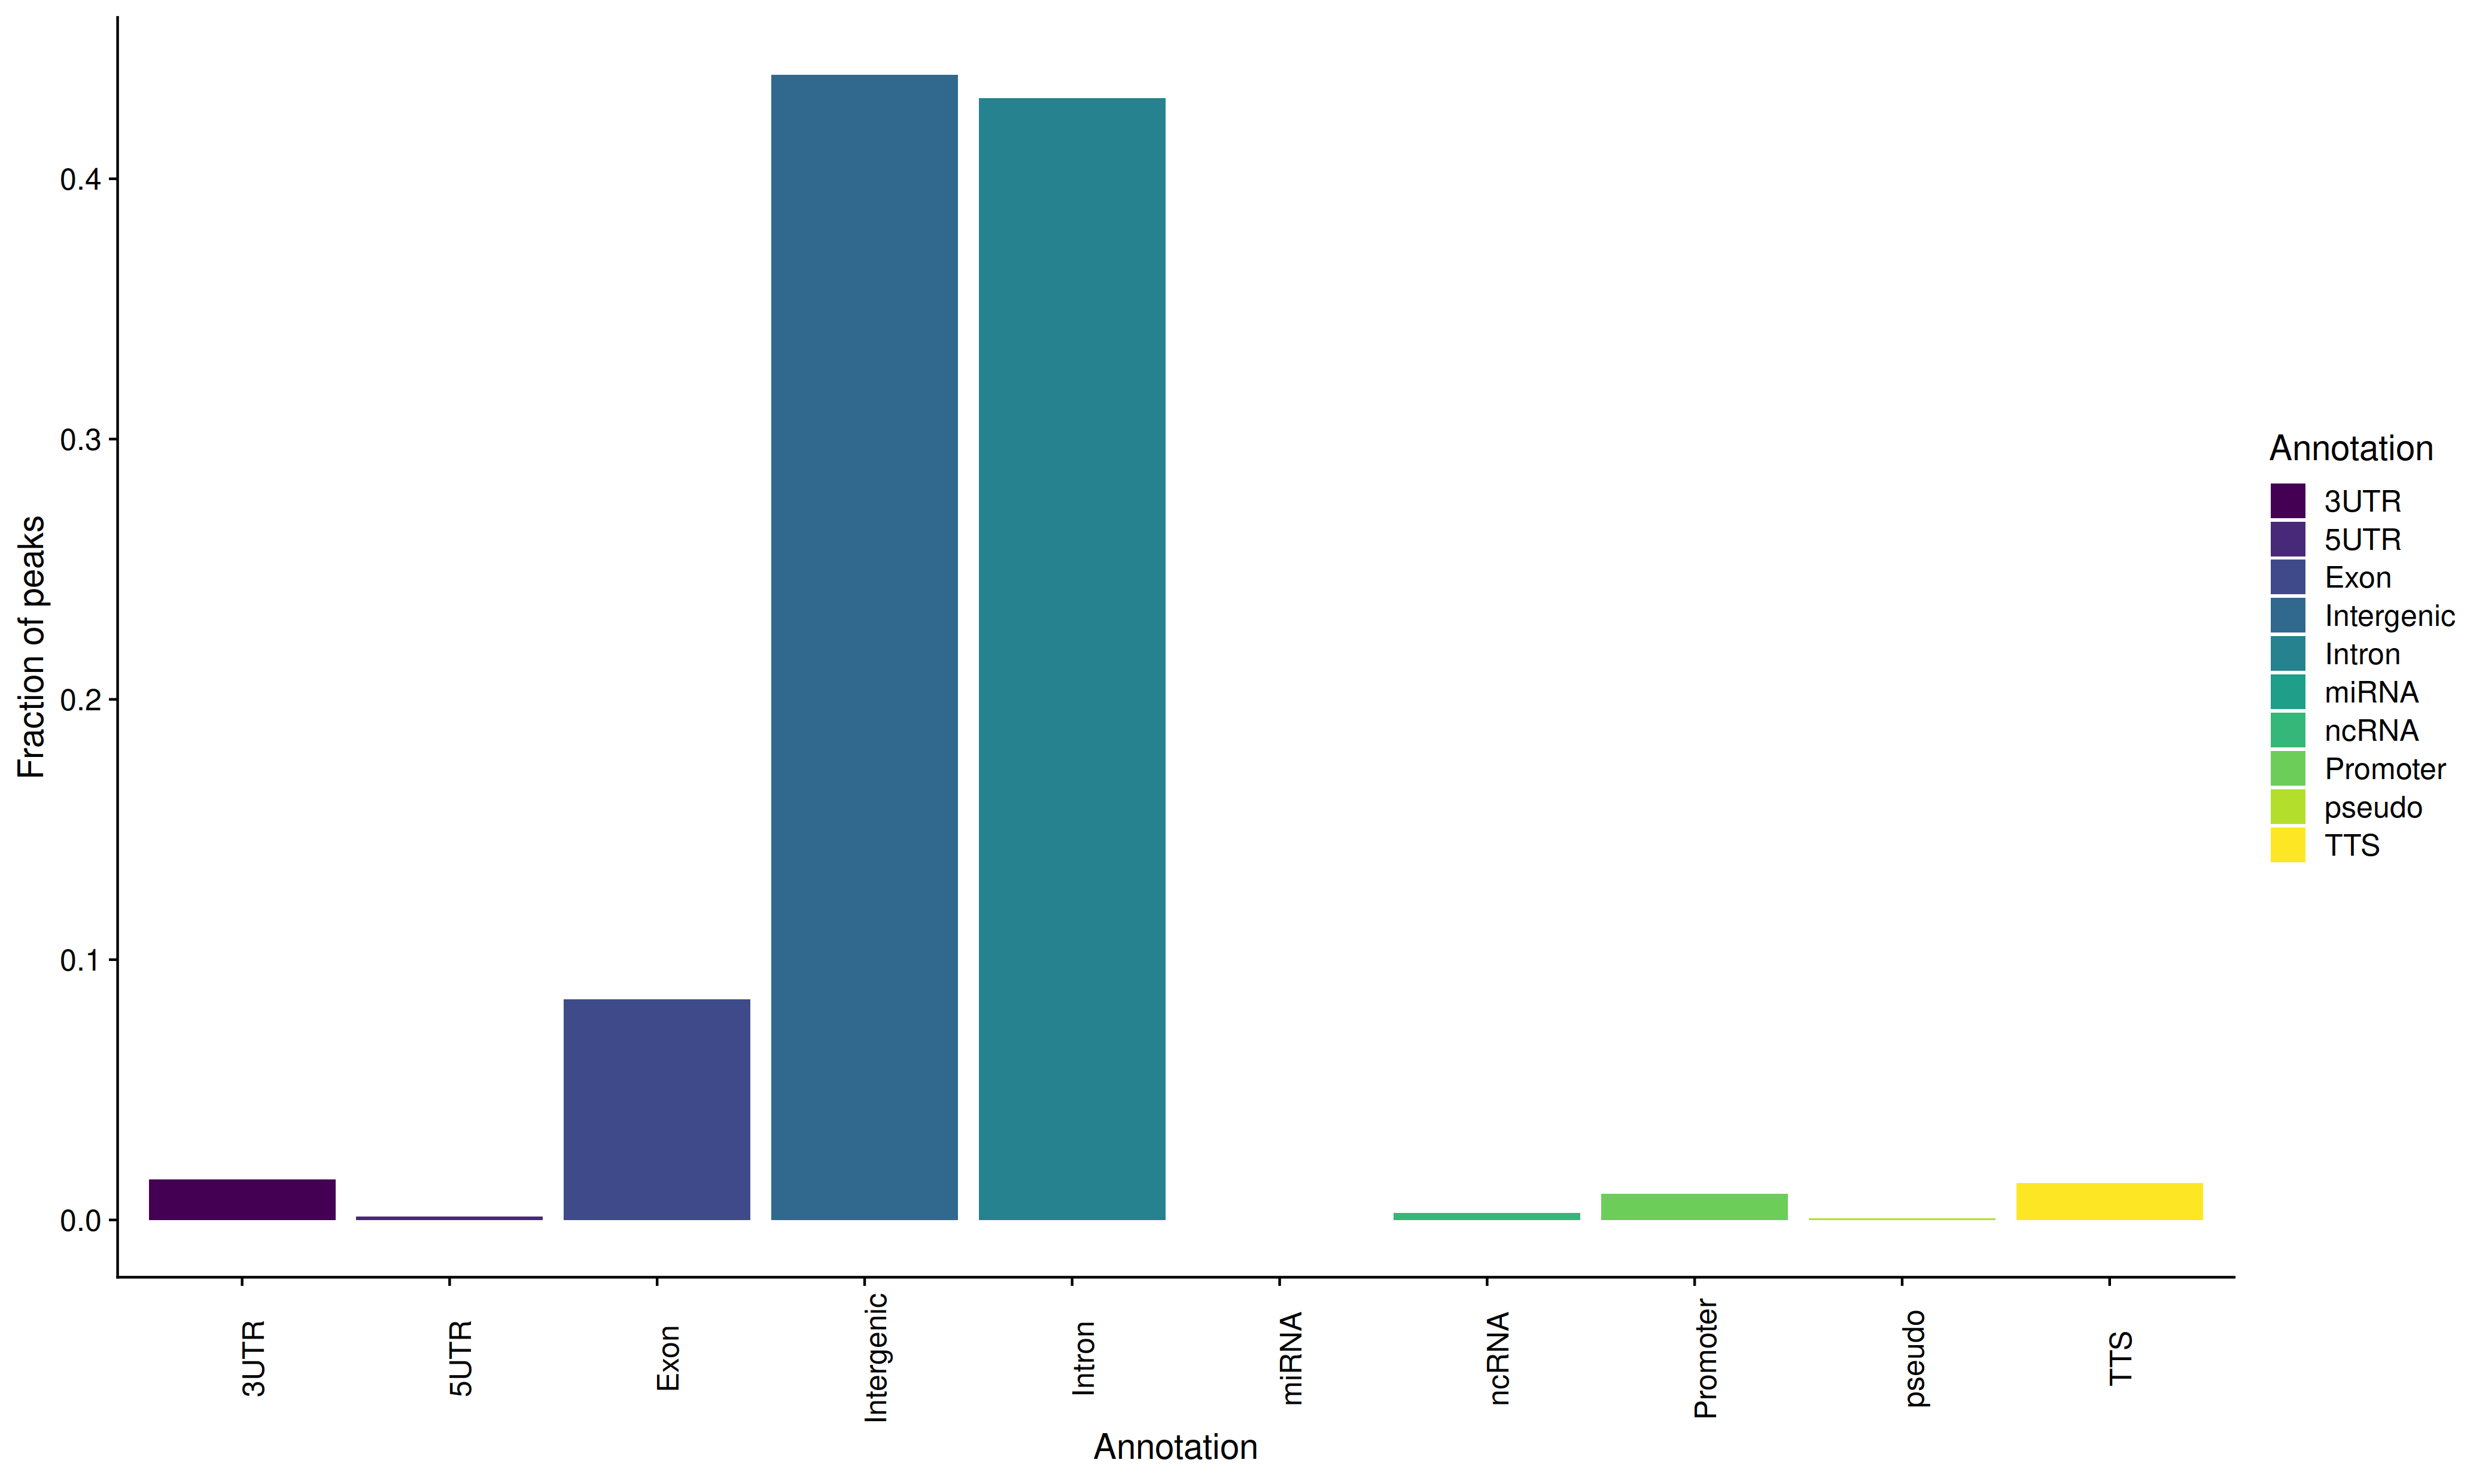 Fraction of peaks
0.4
0.3
0.2
0.1
0.0
3UTR
5UTR
Exon
Intergenic
Intron
miRNA
ncRNA
Promoter
pseudo
TTS
Annotation
Annotation
3UTR
5UTR
Exon
Intergenic
Intron
miRNA
ncRNA
Promoter
pseudo
TTS